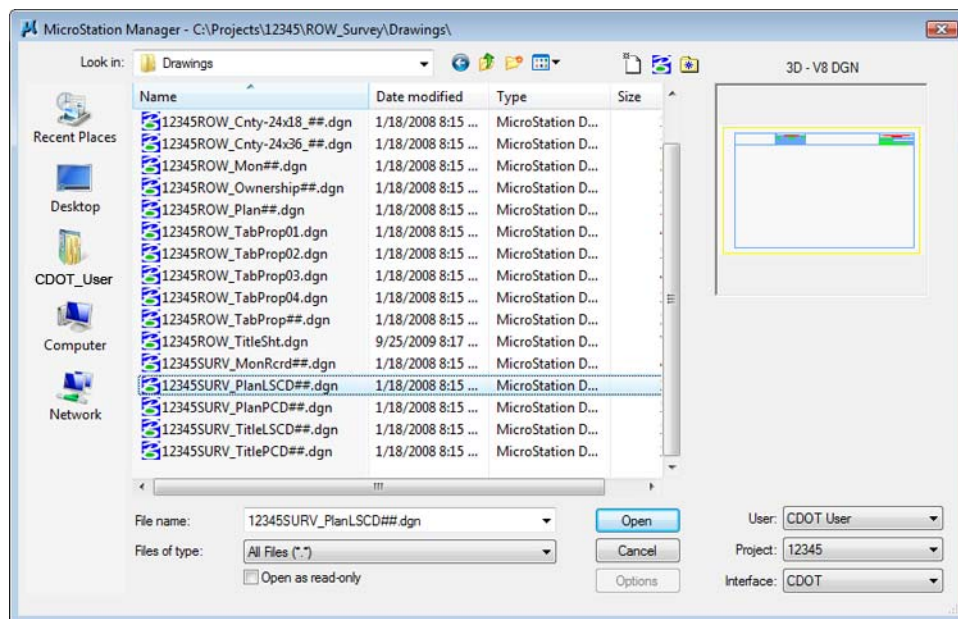 MicroStation Manager - C:\Projects\12345\ROW_Survey\Drawings\
Look in: Drawings
3D - V8 DGN
Name Date modified Type Size
12345ROW_Cnty-24x18_##.dgn 1/18/2008 8:15 ... MicroStation D...
12345ROW_Cnty-24x36_##.dgn 1/18/2008 8:15 ... MicroStation D...
12345ROW_Mon##.dgn 1/18/2008 8:15 ... MicroStation D...
12345ROW_Ownership##.dgn 1/18/2008 8:15 ... MicroStation D...
12345ROW_Plan##.dgn 1/18/2008 8:15 ... MicroStation D...
12345ROW_TabProp01.dgn 1/18/2008 8:15 ... MicroStation D...
12345ROW_TabProp02.dgn 1/18/2008 8:15 ... MicroStation D...
12345ROW_TabProp03.dgn 1/18/2008 8:15 ... MicroStation D...
12345ROW_TabProp04.dgn 1/18/2008 8:15 ... MicroStation D...
12345ROW_TabProp##.dgn 1/18/2008 8:15 ... MicroStation D...
12345ROW_TitleSht.dgn 9/25/2009 8:17 ... MicroStation D...
12345SURV_MonRcrd##.dgn 1/18/2008 8:15 ... MicroStation D...
12345SURV_PlanLSCD##.dgn 1/18/2008 8:15 ... MicroStation D...
12345SURV_PlanPCD##.dgn 1/18/2008 8:15 ... MicroStation D...
12345SURV_TitleLSCD##.dgn 1/18/2008 8:15 ... MicroStation D...
12345SURV_TitlePCD##.dgn 1/18/2008 8:15 ... MicroStation D...
Recent Places
Desktop
CDOT_User
Computer
Network
File name: 12345SURV_PlanLSCD##.dgn Open
Files of type: All Files (*.*) Cancel
Open as read-only Options
User: CDOT User
Project: 12345
Interface: CDOT